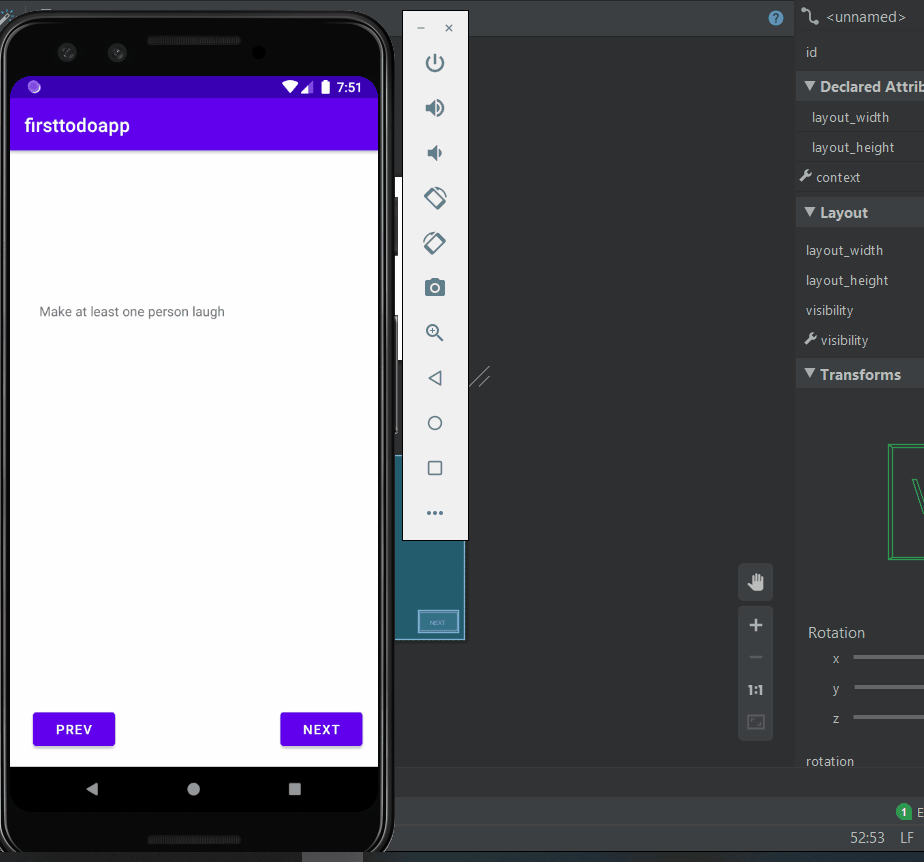 7:51
firsttodoapp
Make at least one person laugh
PREV
NEXT
NEXT
?
<unnamed>
id
Declared Attrib
layout_width
layout_height
context
Layout
layout_width
layout_height
visibility
visibility
Transforms
1:1
Rotation
x
y
z
rotation
1 E
52:53 LF